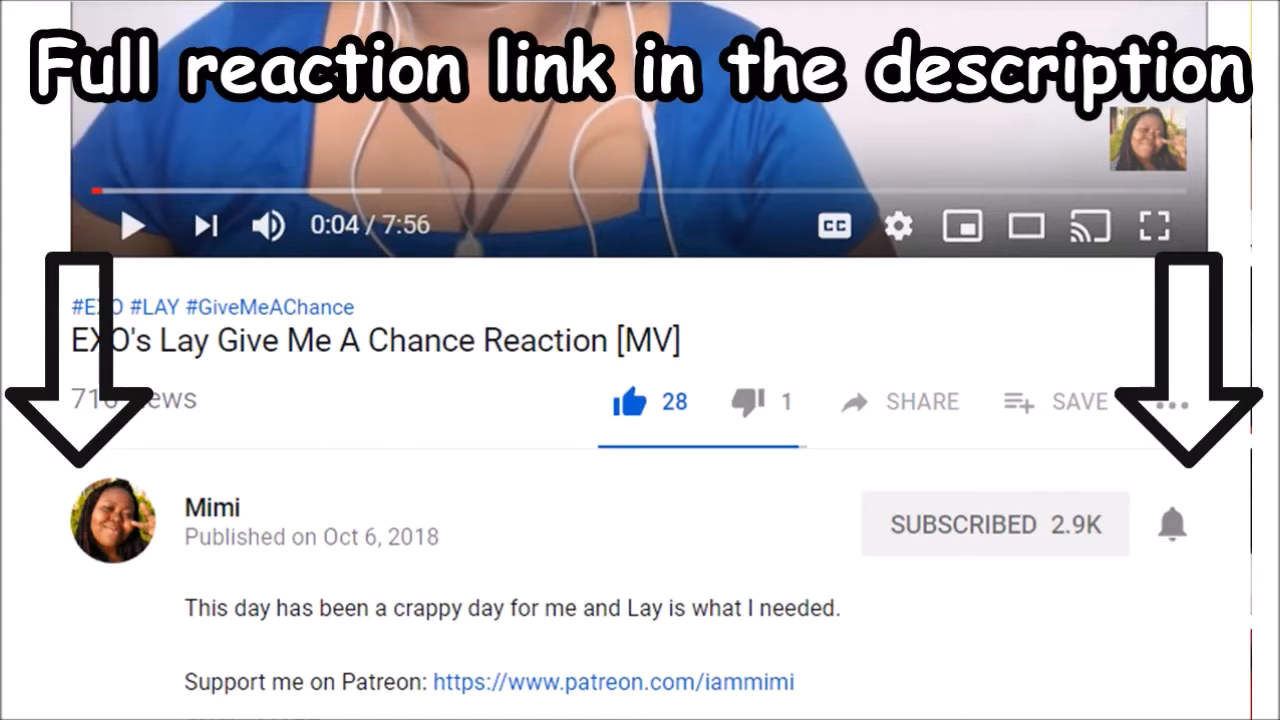 Full reaction link in the description
0:04 / 7:56
CC
#EXO #LAY #GiveMeAChance
EXO's Lay Give Me A Chance Reaction [MV]
28
1
SHARE
SAVE
Mimi
Published on Oct 6, 2018
SUBSCRIBED 2.9K
This day has been a crappy day for me and Lay is what I needed.
Support me on Patreon: https://www.patreon.com/iammimi